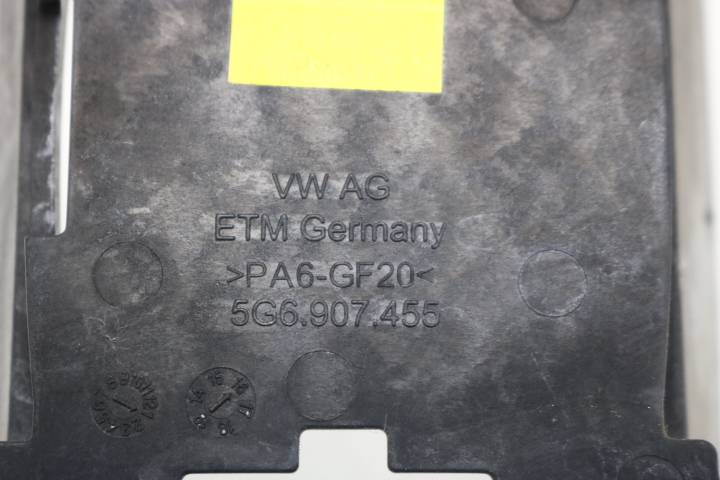 VW AG
ETM Germany
>PA6-GF20<
5G6.907.455